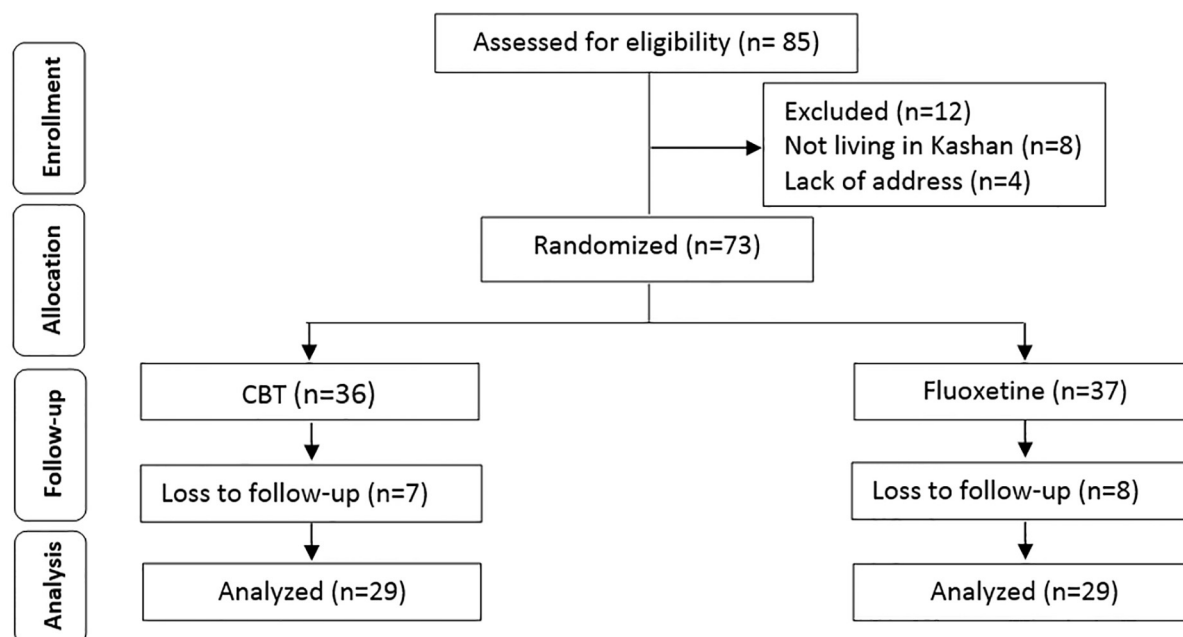 Enrollment
Assessed for eligibility (n= 85)
Excluded (n=12)
Not living in Kashan (n=8)
Lack of address (n=4)
Allocation
Randomized (n=73)
Follow-up
CBT (n=36)
Fluoxetine (n=37)
Loss to follow-up (n=7)
Loss to follow-up (n=8)
Analysis
Analyzed (n=29)
Analyzed (n=29)